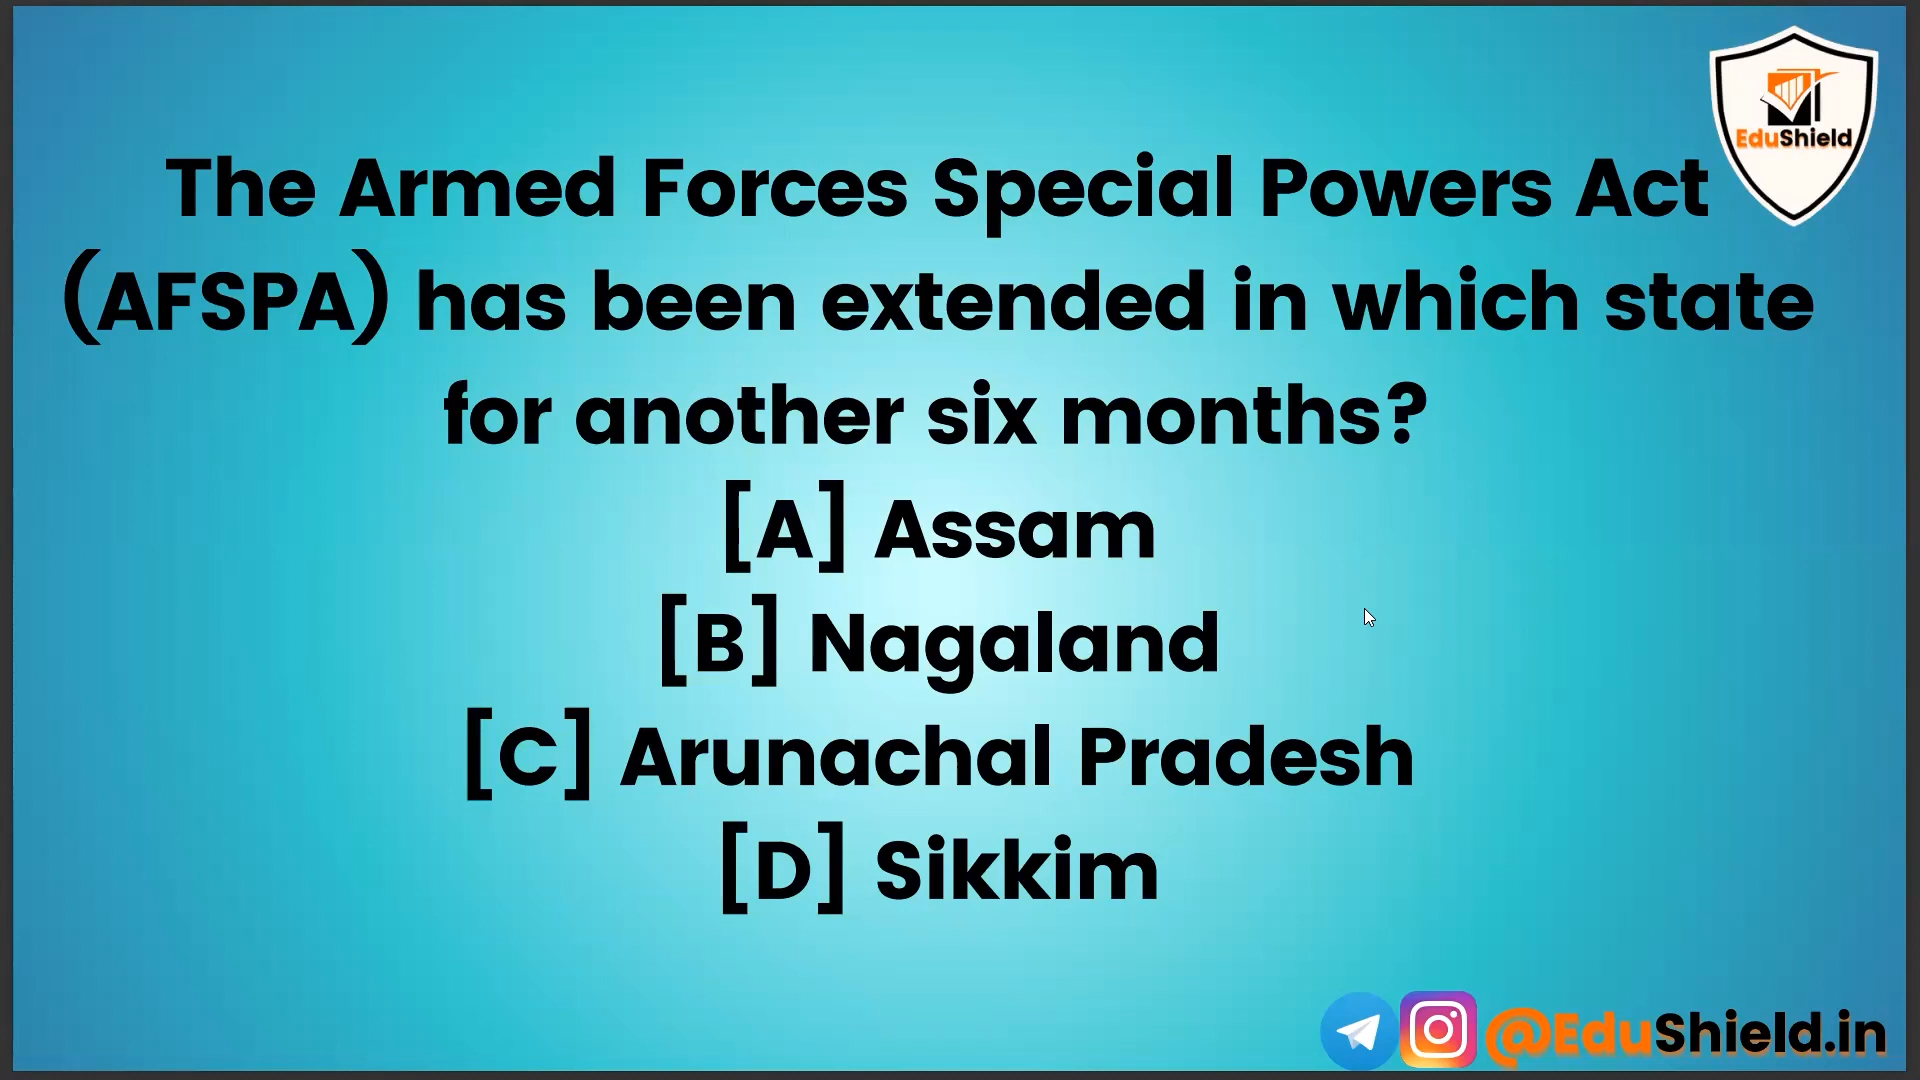 EduShield
The Armed Forces Special Powers Act
(AFSPA) has been extended in which state
for another six months?
[A] Assam
[B] Nagaland
[C] Arunachal Pradesh
[D] Sikkim
@EduShield.in